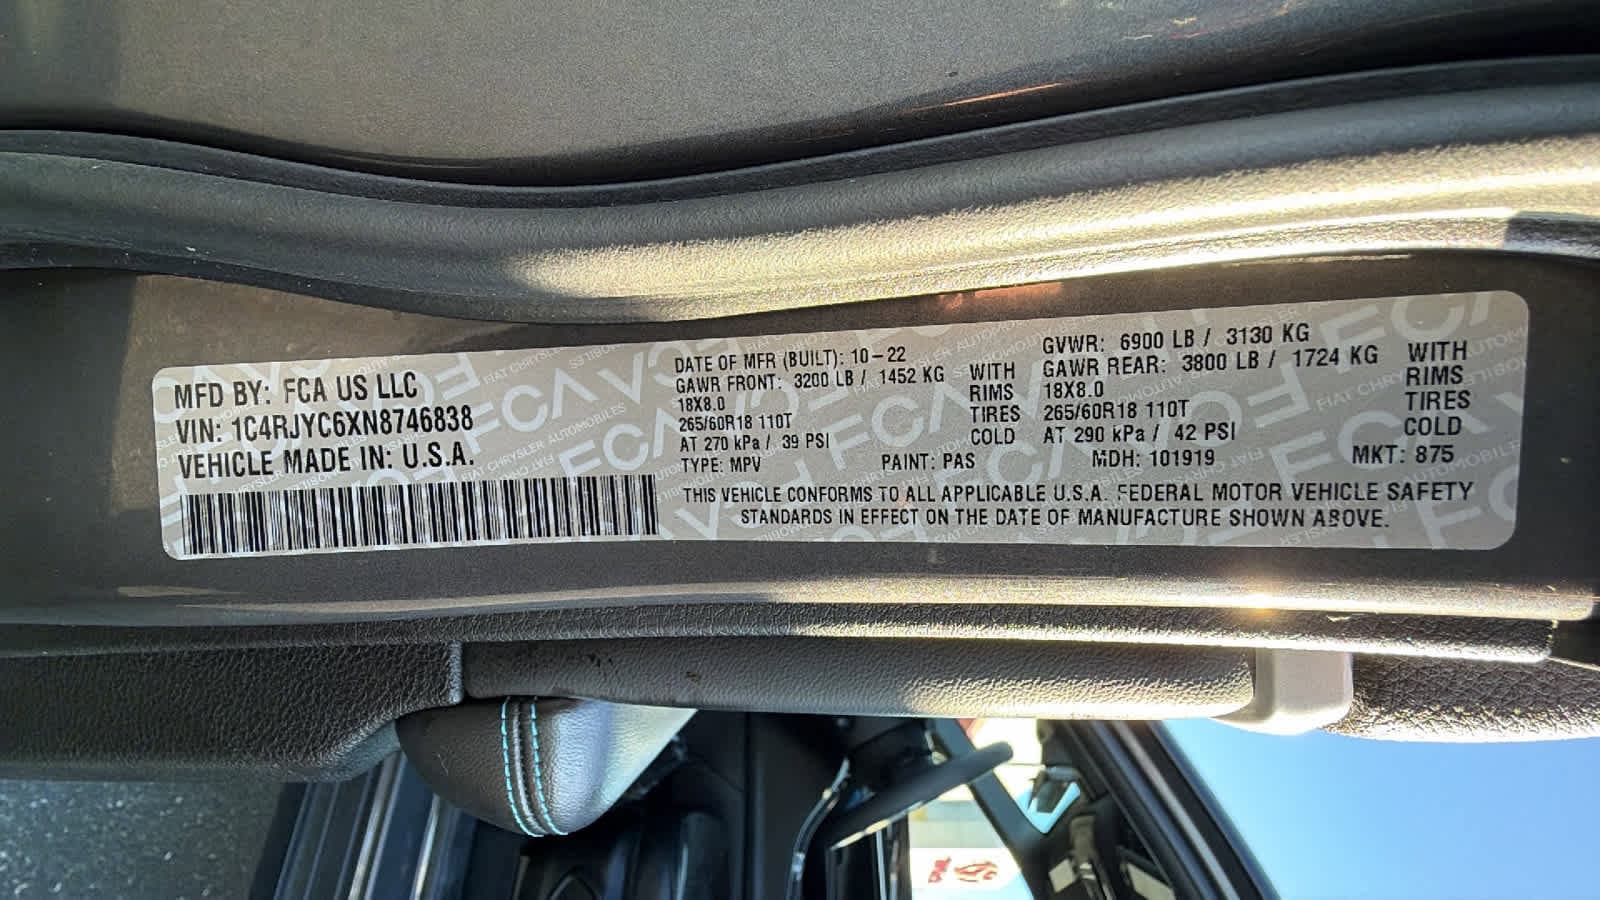 MFD BY: FCA US LLC
VIN: 1C4RJYC6XN8746838
VEHICLE MADE IN: U.S.A.
DATE OF MFR (BUILT): 10-22 GVWR: 6900 LB / 3130 KG
GAWR FRONT: 3200 LB / 1452 KG WITH GAWR REAR: 3800 LB / 1724 KG WITH
18X8.0 RIMS 18X8.0 RIMS
265/60R18 110T TIRES 265/60R18 110T TIRES
AT 270 kPa / 39 PSI COLD AT 290 kPa / 42 PSI COLD
TYPE: MPV PAINT: PAS MDH: 101919 MKT: 875
THIS VEHICLE CONFORMS TO ALL APPLICABLE U.S.A. FEDERAL MOTOR VEHICLE SAFETY
STANDARDS IN EFFECT ON THE DATE OF MANUFACTURE SHOWN ABOVE.
FCA
FIAT CHRYSLER AUTOMOBILES